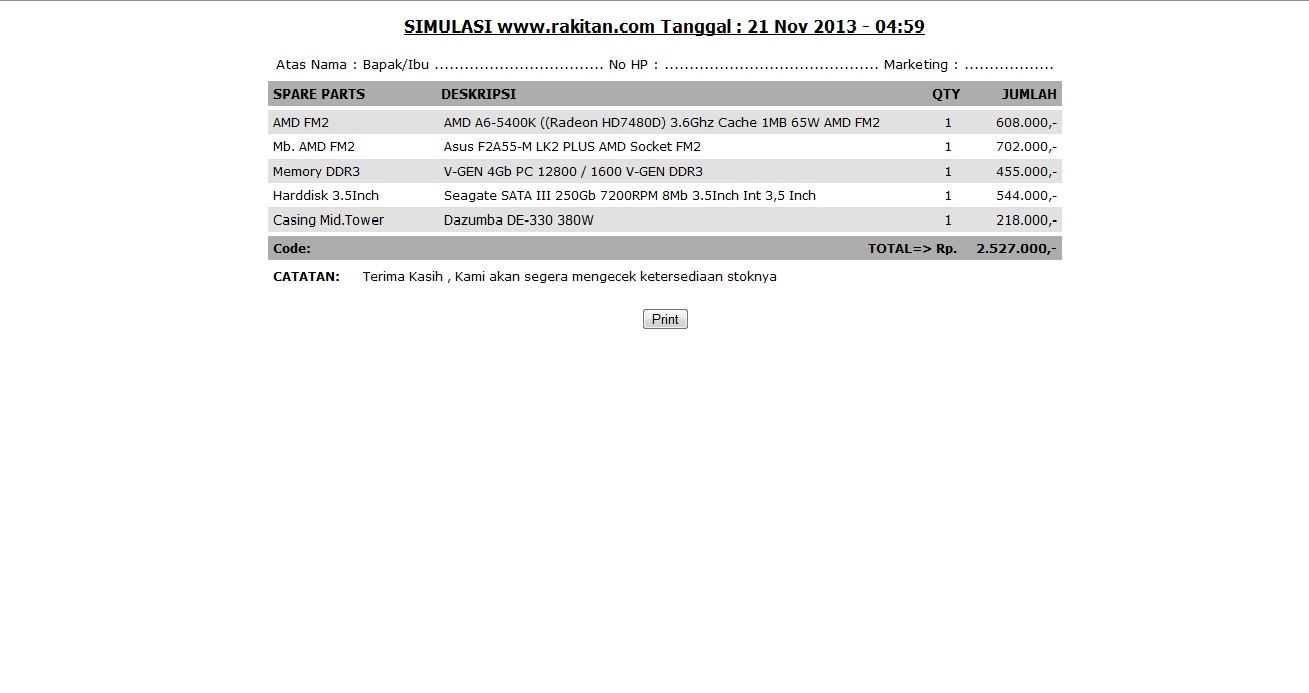 SIMULASI www.rakitan.com Tanggal : 21 Nov 2013 - 04:59
Atas Nama : Bapak/Ibu .................................. No HP : ........................................... Marketing : ..................
SPARE PARTS DESKRIPSI QTY JUMLAH
AMD FM2 AMD A6-5400K ((Radeon HD7480D) 3.6Ghz Cache 1MB 65W AMD FM2 1 608.000,-
Mb. AMD FM2 Asus F2A55-M LK2 PLUS AMD Socket FM2 1 702.000,-
Memory DDR3 V-GEN 4Gb PC 12800 / 1600 V-GEN DDR3 1 455.000,-
Harddisk 3.5Inch Seagate SATA III 250Gb 7200RPM 8Mb 3.5Inch Int 3,5 Inch 1 544.000,-
Casing Mid.Tower Dazumba DE-330 380W 1 218.000,-
Code: TOTAL=> Rp. 2.527.000,-
CATATAN: Terima Kasih , Kami akan segera mengecek ketersediaan stoknya
Print